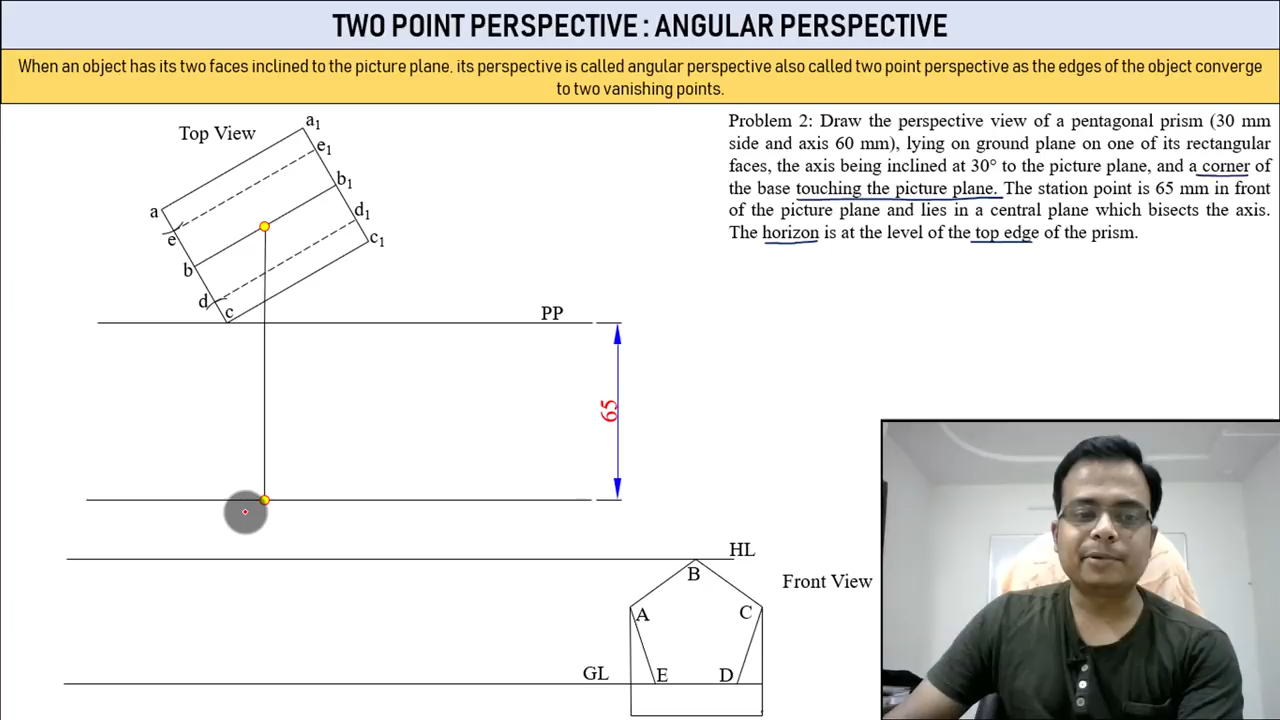 TWO POINT PERSPECTIVE : ANGULAR PERSPECTIVE
When an object has its two faces inclined to the picture plane. its perspective is called angular perspective also called two point perspective as the edges of the object converge
to two vanishing points.
Problem 2: Draw the perspective view of a pentagonal prism (30 mm
side and axis 60 mm), lying on ground plane on one of its rectangular
faces, the axis being inclined at 30° to the picture plane, and a corner of
the base touching the picture plane. The station point is 65 mm in front
of the picture plane and lies in a central plane which bisects the axis.
The horizon is at the level of the top edge of the prism.
Top View
a1
e1
b1
d1
c1
a
e
b
d
c
PP
65
HL
B
Front View
A
C
GL
E
D